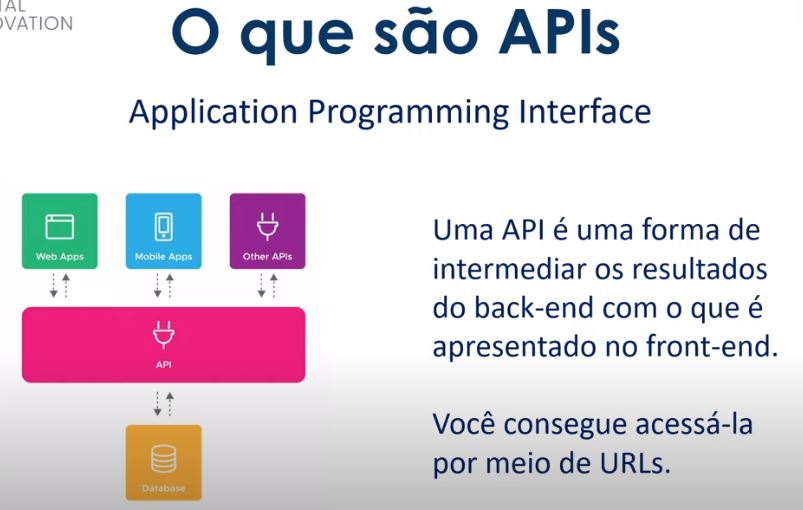 OVATION
O que são APIs
Application Programming Interface
Web Apps
Mobile Apps
Other APIs
API
Database
Uma API é uma forma de
intermediar os resultados
do back-end com o que é
apresentado no front-end.
Você consegue acessá-la
por meio de URLs.